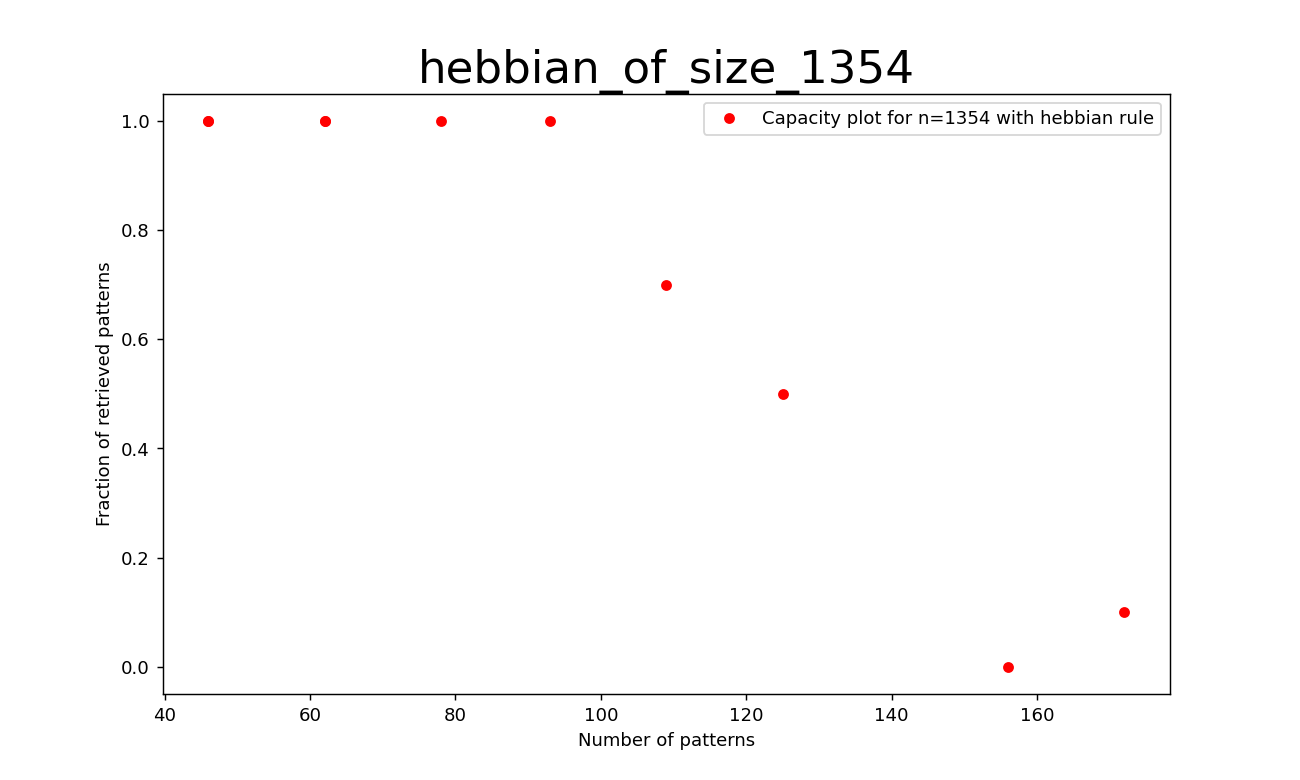 hebbian_of_size_1354
Capacity plot for n=1354 with hebbian rule
1.0
0.8
0.6
0.4
0.2
0.0
Fraction of retrieved patterns
40 60 80 100 120 140 160
Number of patterns